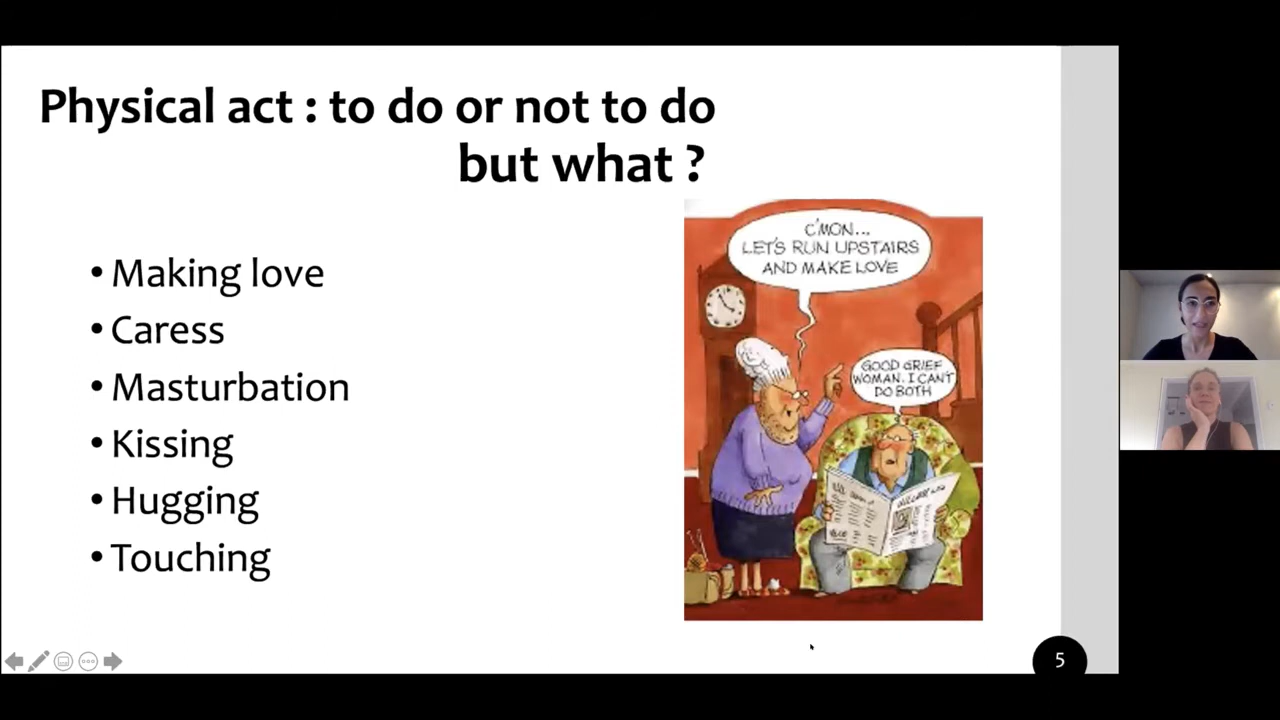 Physical act : to do or not to do
but what ?
• Making love
• Caress
• Masturbation
• Kissing
• Hugging
• Touching
C'MON...
LET'S RUN UPSTAIRS
AND MAKE LOVE
GOOD GRIEF
WOMAN. I CAN'T
DO BOTH
5